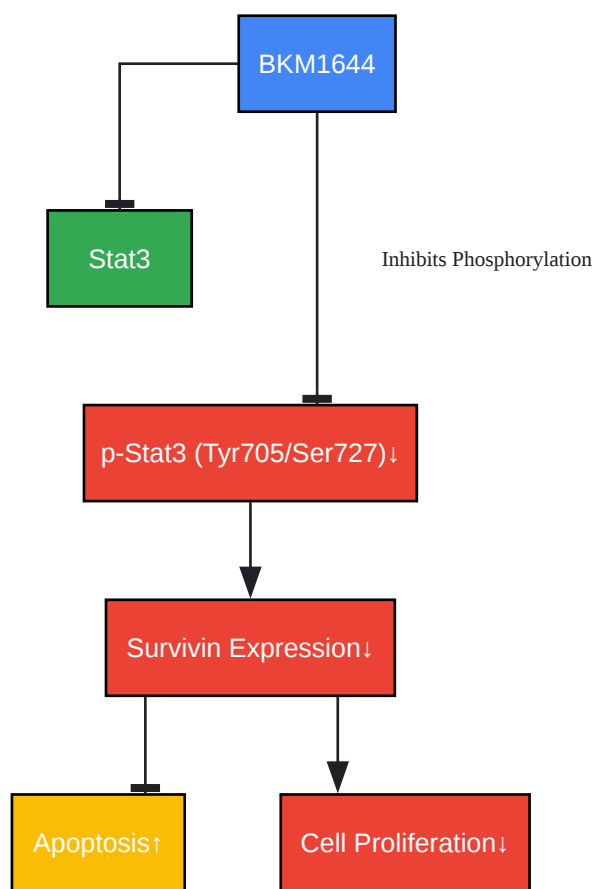 BKM1644
Stat3
Inhibits Phosphorylation
p-Stat3 (Tyr705/Ser727)↓
Survivin Expression↓
Apoptosis↑
Cell Proliferation↓